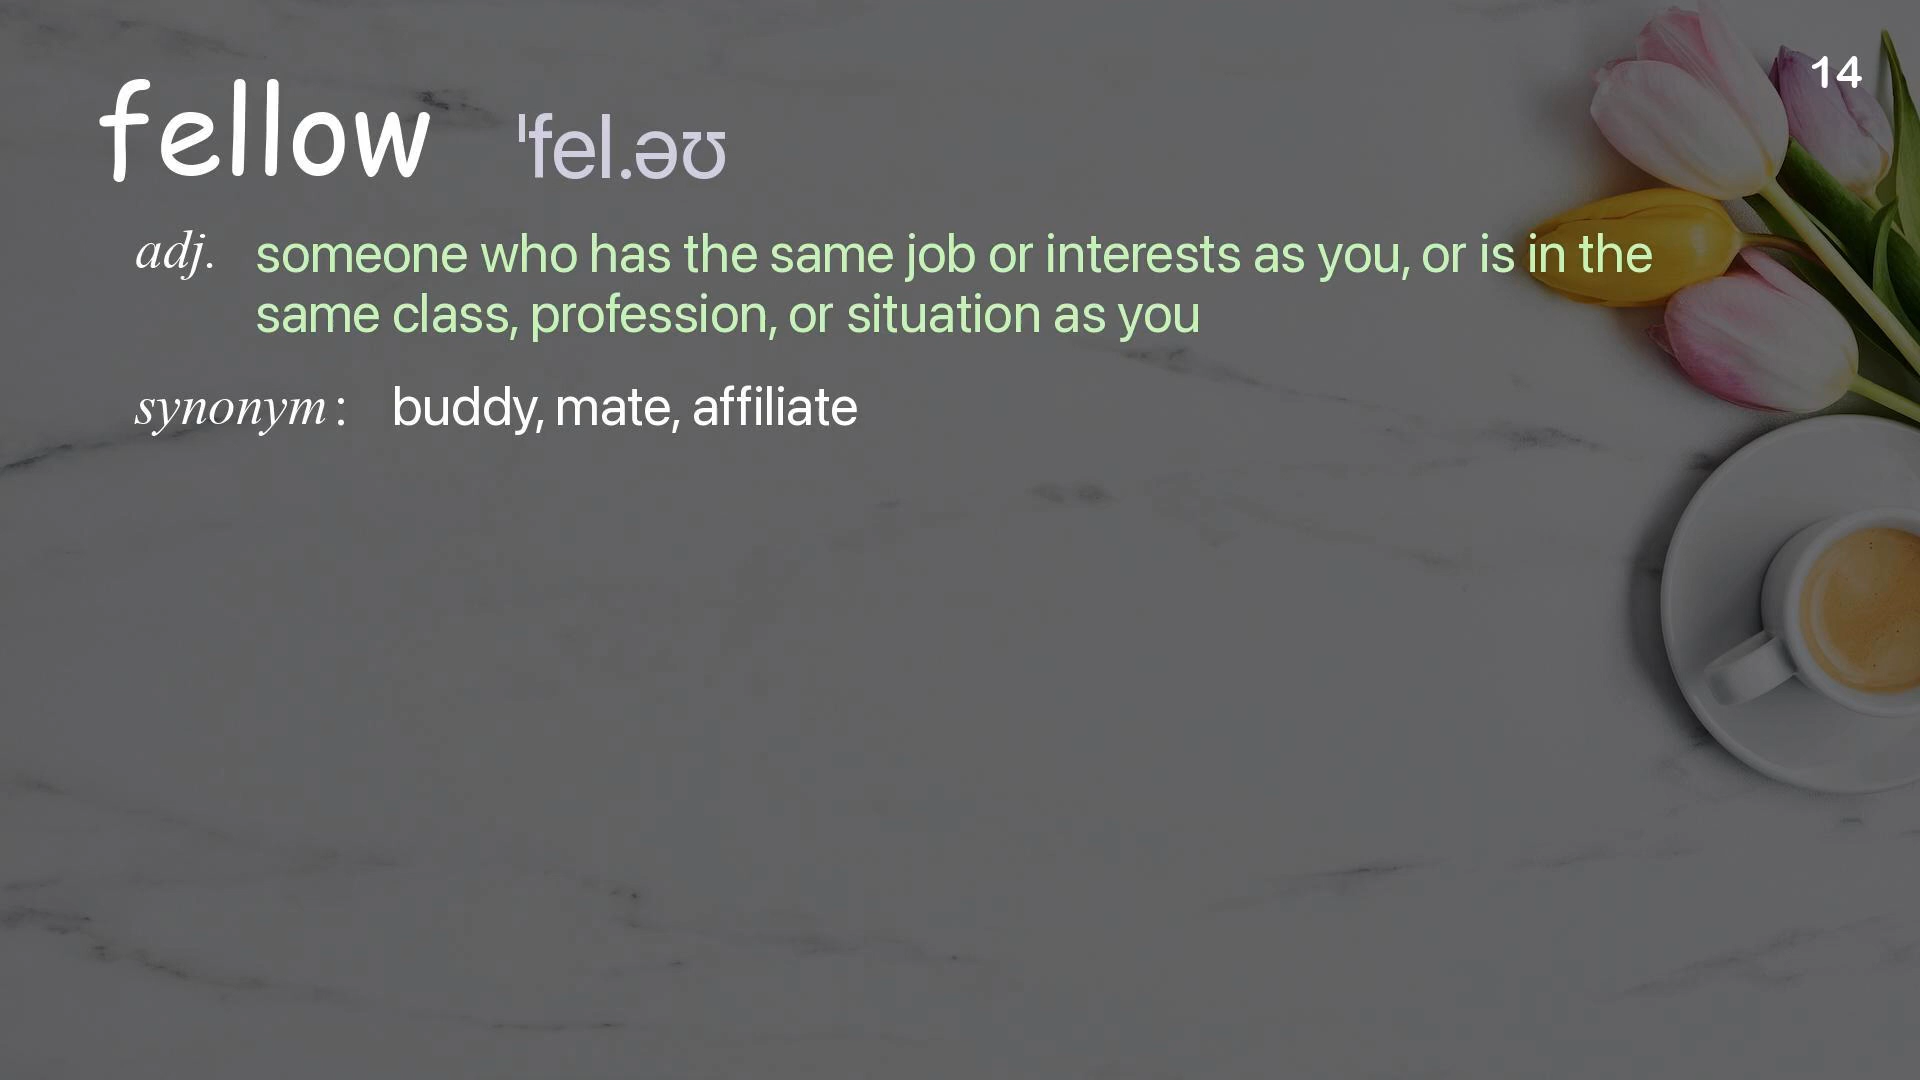 14
fellow ˈfel.əʊ
adj. someone who has the same job or interests as you, or is in the
same class, profession, or situation as you
synonym: buddy, mate, affiliate